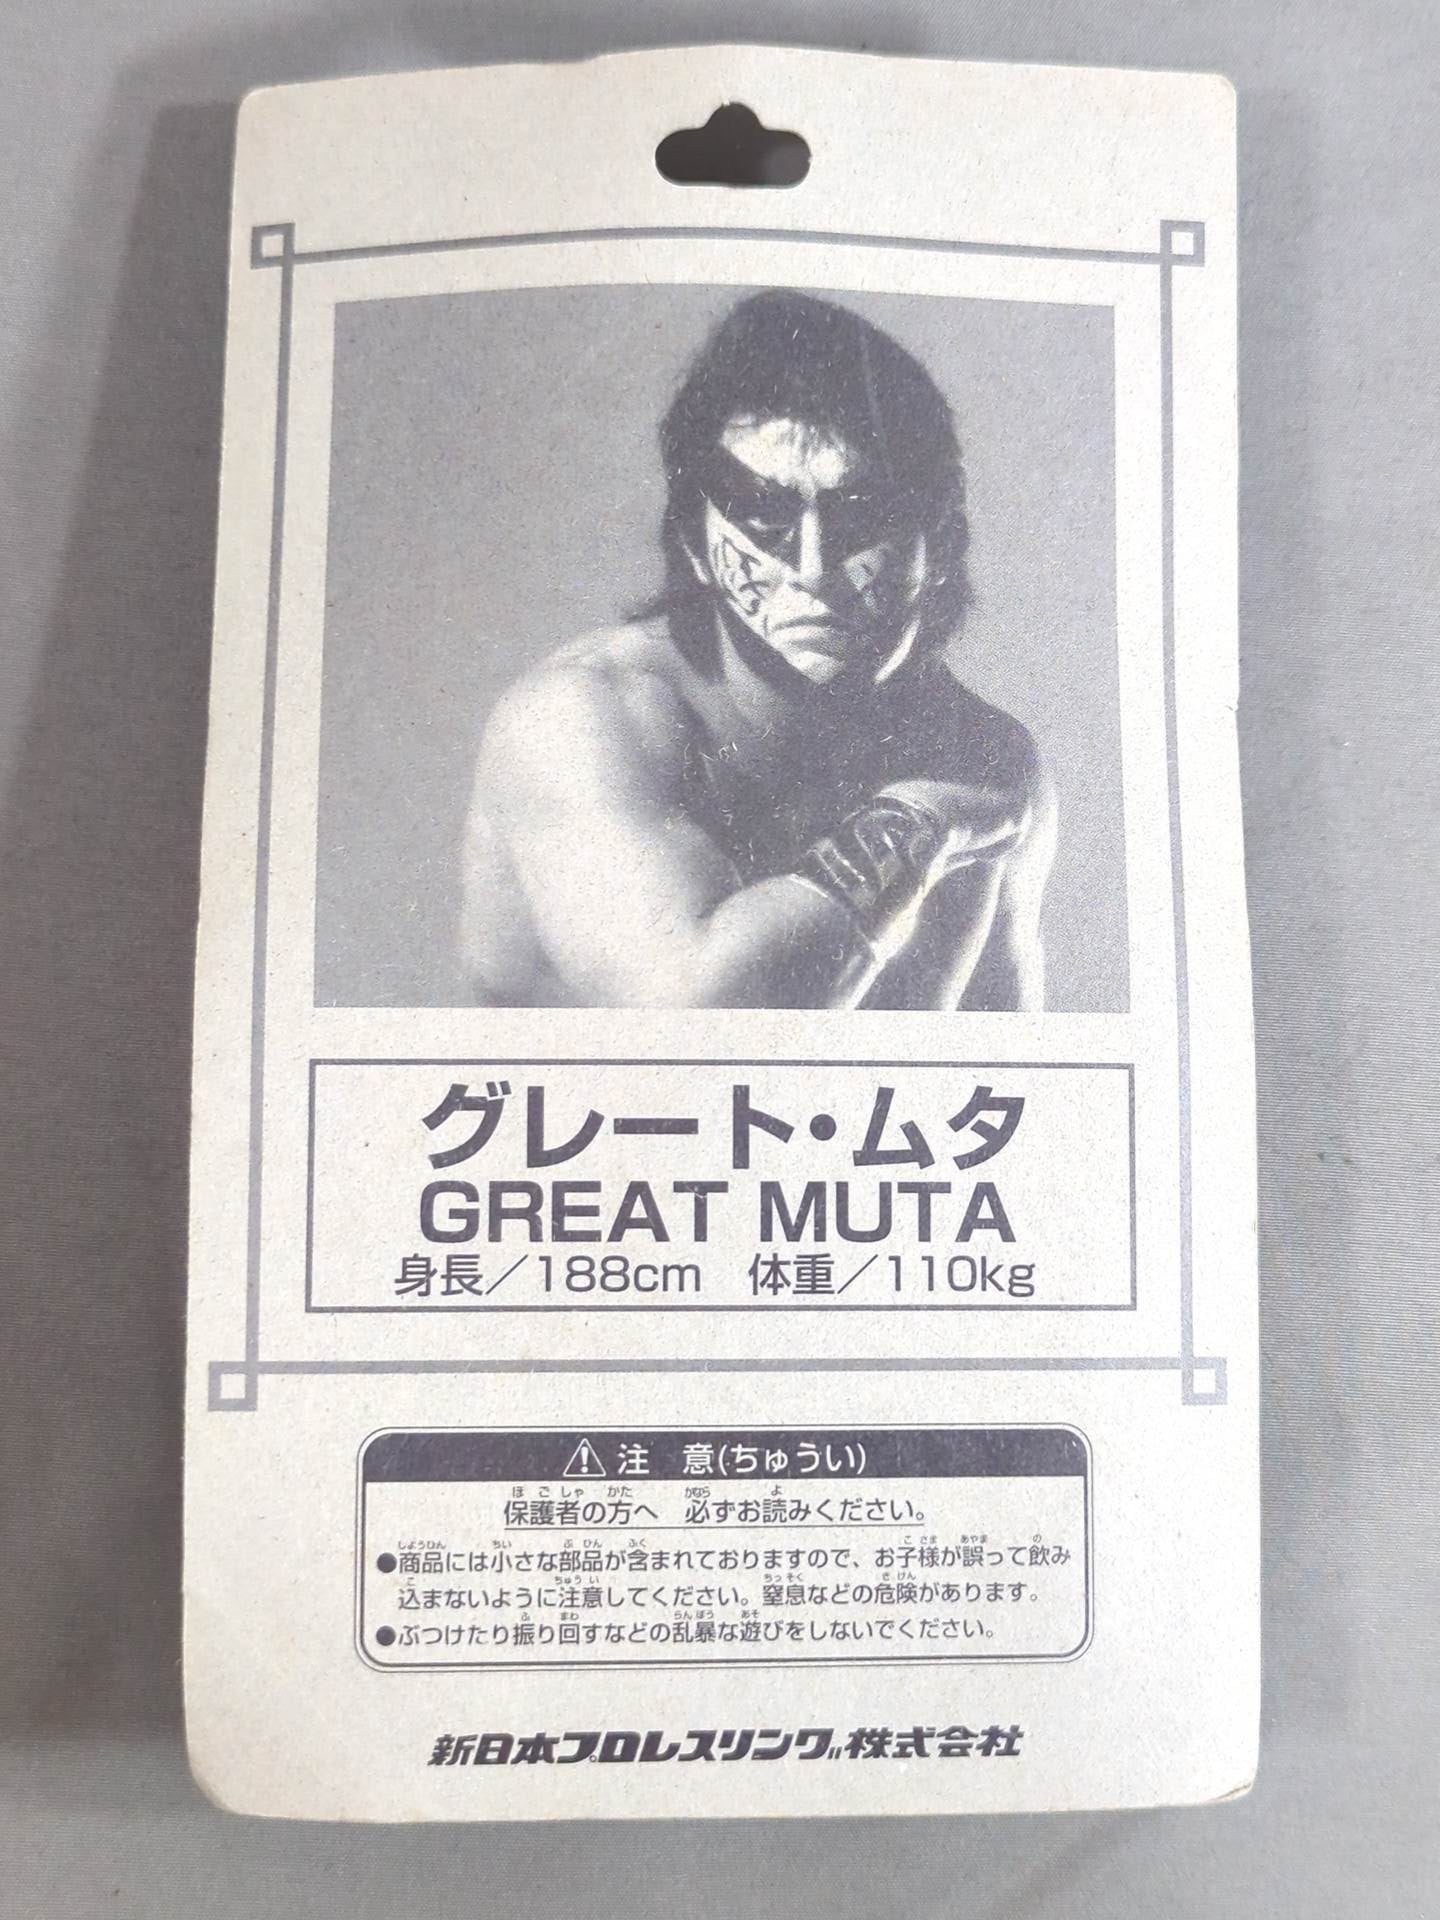 グレート・ムタ
GREAT MUTA
身長／188cm　体重／110kg
注　意(ちゅうい)
保護者の方へ　必ずお読みください。
●商品には小さな部品が含まれておりますので、お子様が誤って飲み
込まないように注意してください。窒息などの危険があります。
●ぶつけたり振り回すなどの乱暴な遊びをしないでください。
新日本プロレスリング株式会社